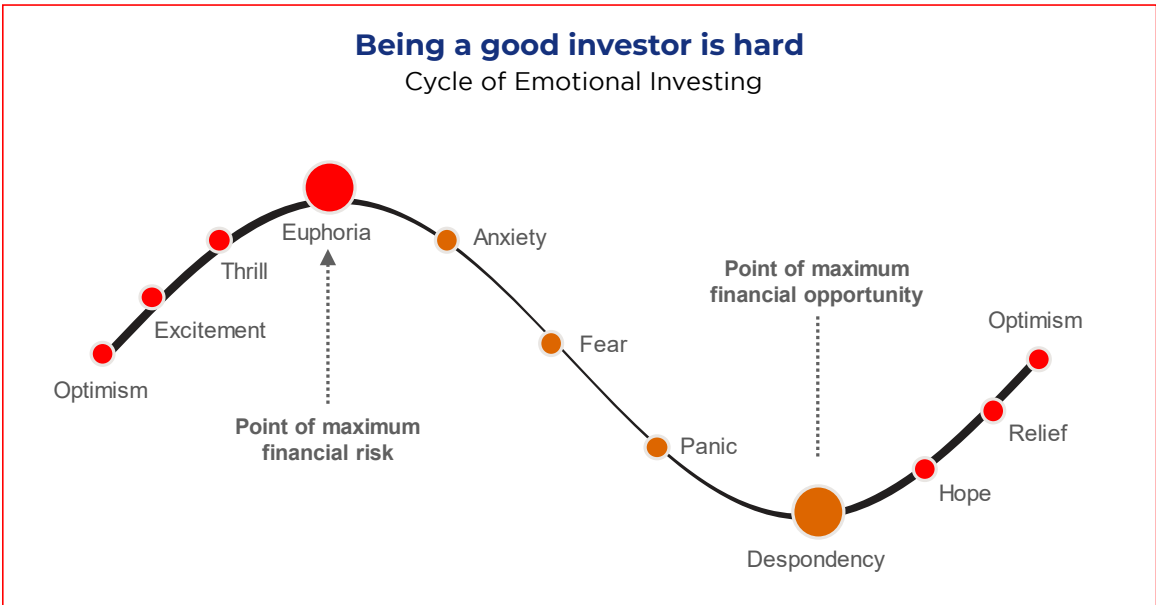 Being a good investor is hard
Cycle of Emotional Investing
Optimism
Excitement
Thrill
Euphoria
Point of maximum
financial risk
Anxiety
Fear
Panic
Point of maximum
financial opportunity
Despondency
Hope
Relief
Optimism